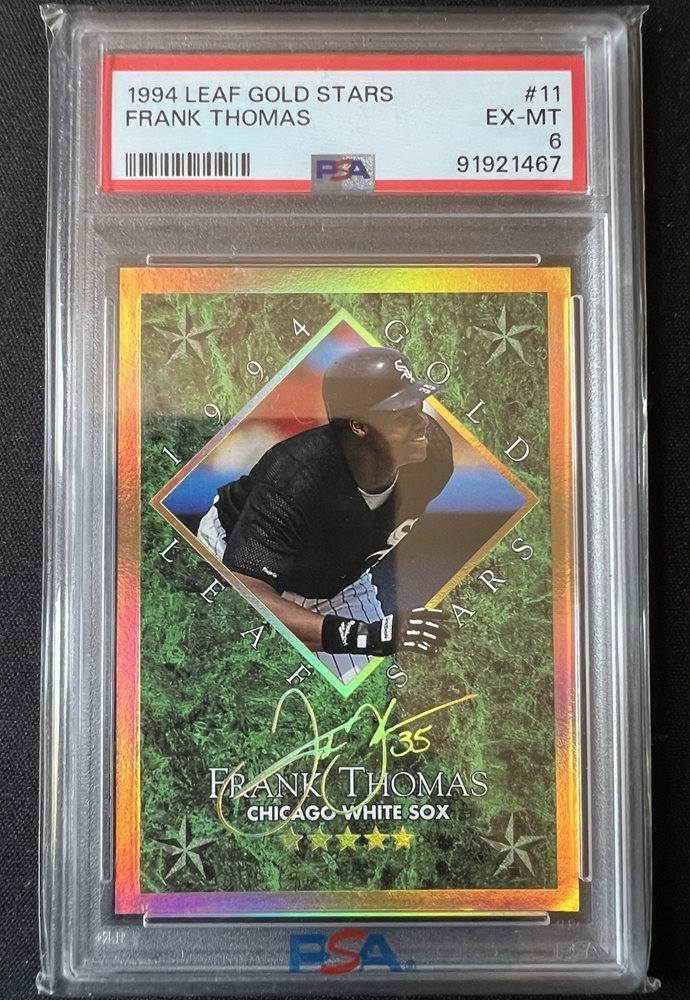 1994 LEAF GOLD STARS
#11
FRANK THOMAS
EX-MT
6
PSA
91921467
1994 GOLD
LEAF STARS
Sox
35
FRANK THOMAS
CHICAGO WHITE SOX
PSA